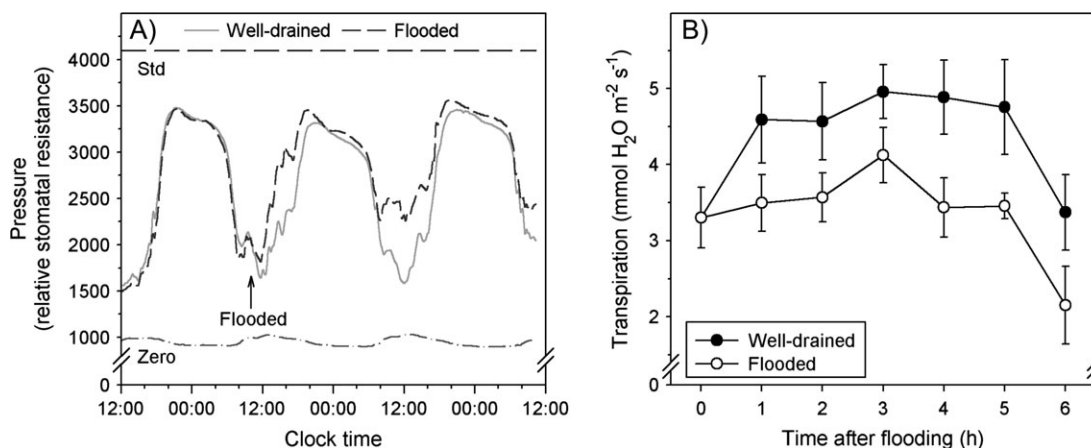 A)
Well-drained
Flooded
Std
Flooded
Zero
4000
3500
3000
2500
2000
1500
1000
0
Pressure
(relative stomatal resistance)
12:00 00:00 12:00 00:00 12:00 00:00 12:00
Clock time
B)
5
4
3
2
0
Transpiration (mmol H₂O m⁻² s⁻¹)
Well-drained
Flooded
0 1 2 3 4 5 6
Time after flooding (h)